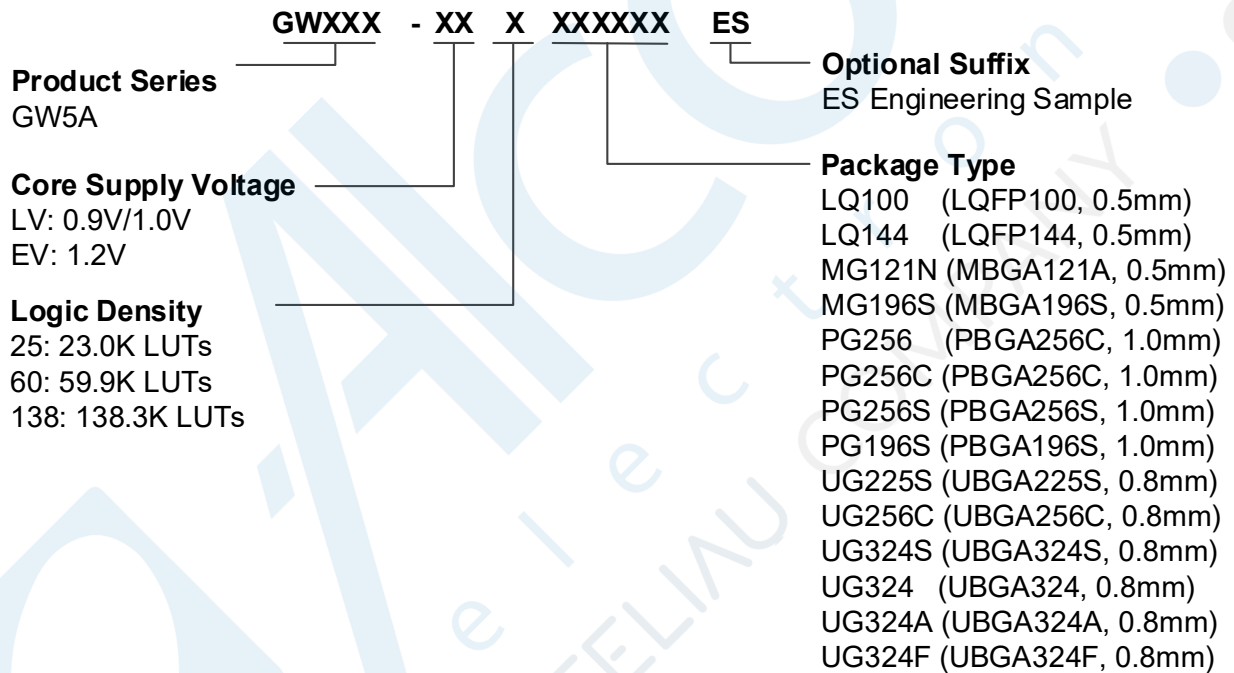 GWXXX - XX X XXXXXX ES
Product Series
GW5A
Core Supply Voltage
LV: 0.9V/1.0V
EV: 1.2V
Logic Density
25: 23.0K LUTs
60: 59.9K LUTs
138: 138.3K LUTs
Optional Suffix
ES Engineering Sample
Package Type
LQ100 (LQFP100, 0.5mm)
LQ144 (LQFP144, 0.5mm)
MG121N (MBGA121A, 0.5mm)
MG196S (MBGA196S, 0.5mm)
PG256 (PBGA256C, 1.0mm)
PG256C (PBGA256C, 1.0mm)
PG256S (PBGA256S, 1.0mm)
PG196S (PBGA196S, 1.0mm)
UG225S (UBGA225S, 0.8mm)
UG256C (UBGA256C, 0.8mm)
UG324S (UBGA324S, 0.8mm)
UG324 (UBGA324, 0.8mm)
UG324A (UBGA324A, 0.8mm)
UG324F (UBGA324F, 0.8mm)
COMPANY